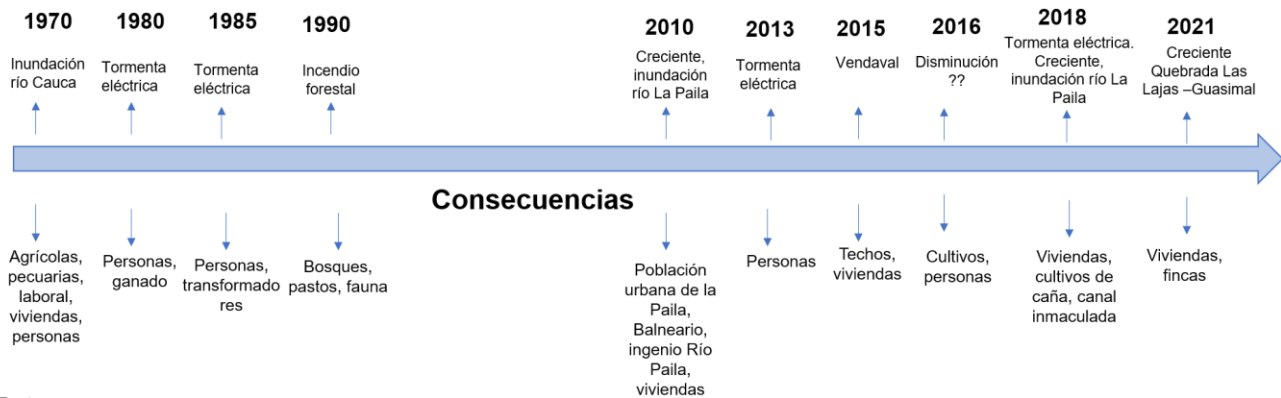 1970
Inundación
río Cauca
1980
Tormenta
eléctrica
1985
Tormenta
eléctrica
1990
Incendio
forestal
2010
Creciente,
inundación
río La Paila
2013
Tormenta
eléctrica
2015
Vendaval
2016
Disminución
??
2018
Tormenta eléctrica.
Creciente,
inundación río La
Paila
2021
Creciente
Quebrada Las
Lajas –Guasimal
Consecuencias
Agrícolas,
pecuarias,
laboral,
viviendas,
personas
Personas,
ganado
Personas,
transformado
res
Bosques,
pastos, fauna
Población
urbana de la
Paila,
Balneario,
ingenio Río
Paila,
viviendas
Personas
Techos,
viviendas
Cultivos,
personas
Viviendas,
cultivos de
caña, canal
inmaculada
Viviendas,
fincas